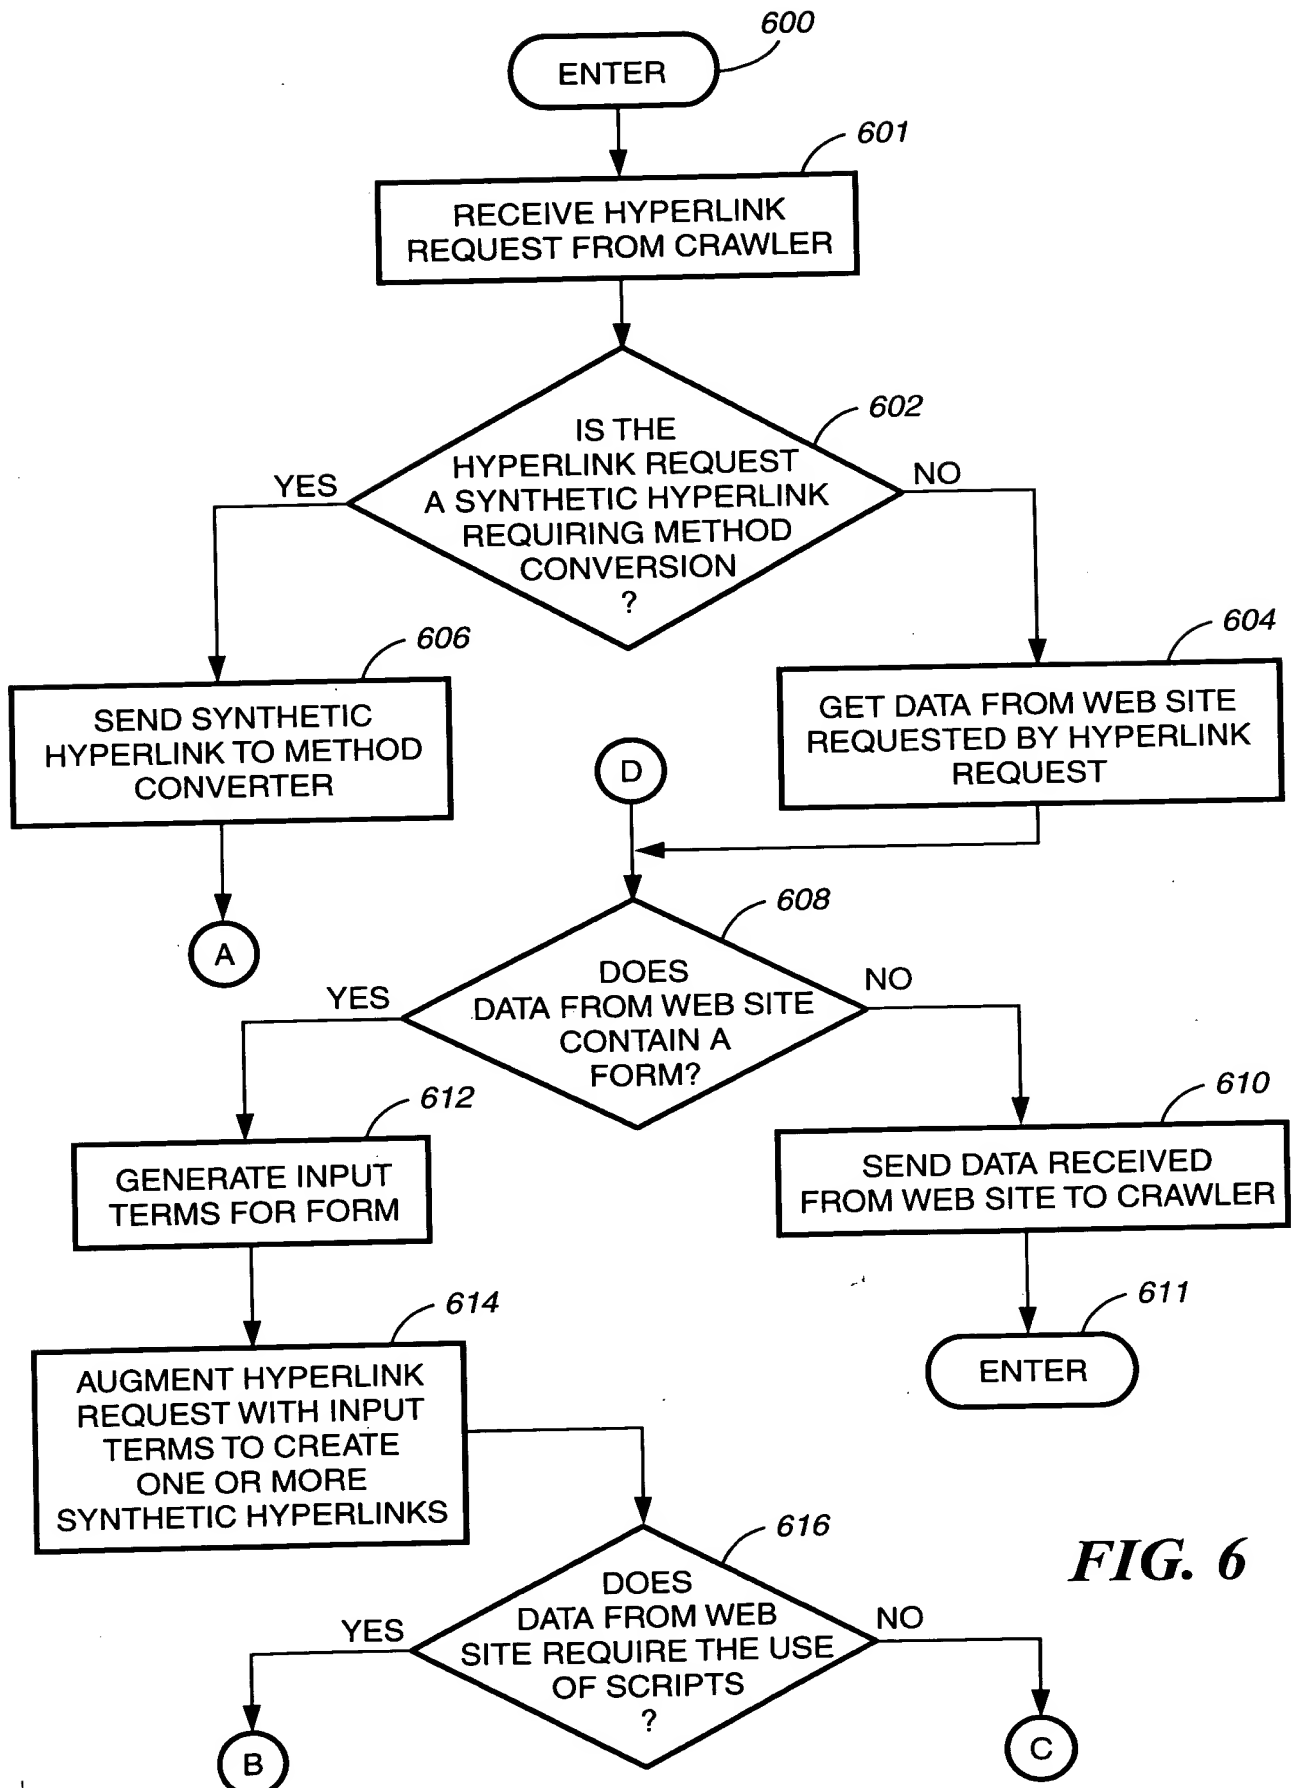 600
ENTER
601
RECEIVE HYPERLINK
REQUEST FROM CRAWLER
602
IS THE
HYPERLINK REQUEST
A SYNTHETIC HYPERLINK
REQUIRING METHOD
CONVERSION
?
YES
NO
606
SEND SYNTHETIC
HYPERLINK TO METHOD
CONVERTER
604
GET DATA FROM WEB SITE
REQUESTED BY HYPERLINK
REQUEST
D
A
608
DOES
DATA FROM WEB SITE
CONTAIN A
FORM?
YES
NO
612
GENERATE INPUT
TERMS FOR FORM
610
SEND DATA RECEIVED
FROM WEB SITE TO CRAWLER
611
ENTER
614
AUGMENT HYPERLINK
REQUEST WITH INPUT
TERMS TO CREATE
ONE OR MORE
SYNTHETIC HYPERLINKS
616
DOES
DATA FROM WEB
SITE REQUIRE THE USE
OF SCRIPTS
?
YES
NO
B
C
FIG. 6